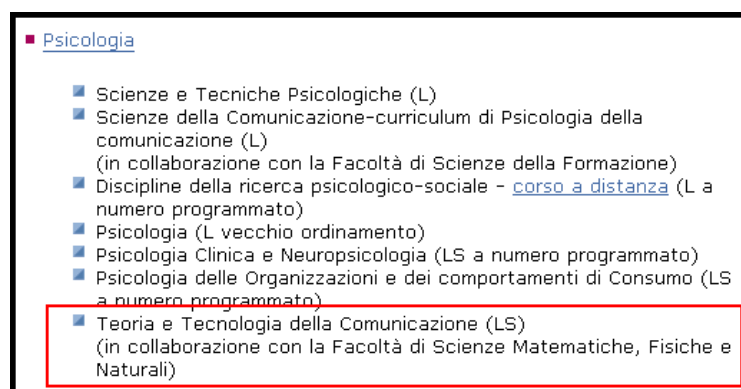 Psicologia
Scienze e Tecniche Psicologiche (L)
Scienze della Comunicazione-curriculum di Psicologia della
comunicazione (L)
(in collaborazione con la Facoltà di Scienze della Formazione)
Discipline della ricerca psicologico-sociale - corso a distanza (L a
numero programmato)
Psicologia (L vecchio ordinamento)
Psicologia Clinica e Neuropsicologia (LS a numero programmato)
Psicologia delle Organizzazioni e dei comportamenti di Consumo (LS
a numero programmato)
Teoria e Tecnologia della Comunicazione (LS)
(in collaborazione con la Facoltà di Scienze Matematiche, Fisiche e
Naturali)